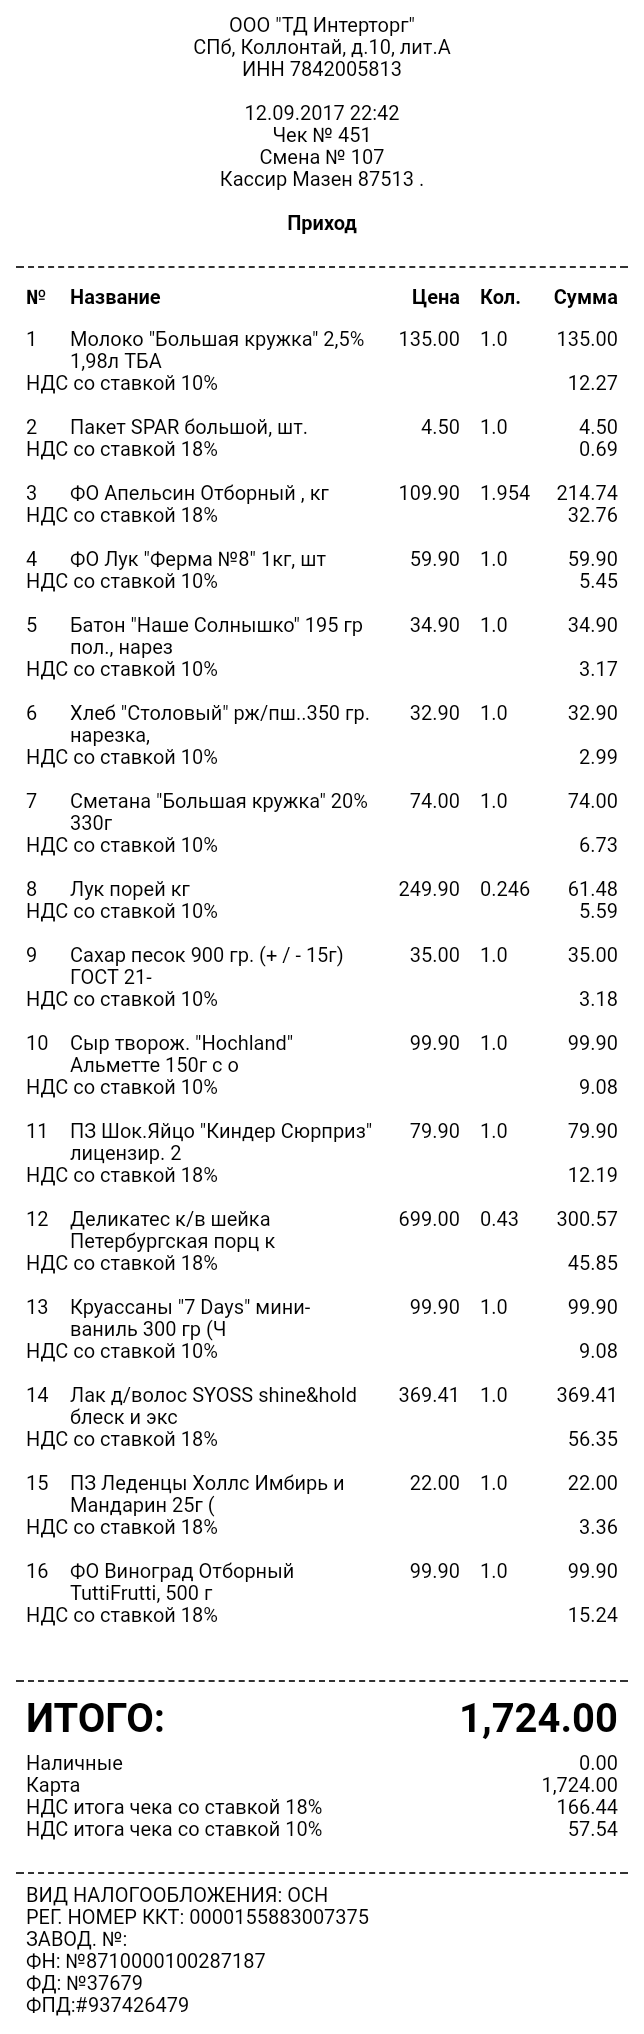 ООО "ТД Интерторг"
СПб, Коллонтай, д.10, лит.А
ИНН 7842005813
12.09.2017 22:42
Чек № 451
Смена № 107
Кассир Мазен 87513 .
Приход
№ Название Цена Кол. Сумма
1 Молоко "Большая кружка" 2,5% 135.00 1.0 135.00
1,98л ТБА
НДС со ставкой 10% 12.27
2 Пакет SPAR большой, шт. 4.50 1.0 4.50
НДС со ставкой 18% 0.69
3 ФО Апельсин Отборный , кг 109.90 1.954 214.74
НДС со ставкой 18% 32.76
4 ФО Лук "Ферма №8" 1кг, шт 59.90 1.0 59.90
НДС со ставкой 10% 5.45
5 Батон "Наше Солнышко" 195 гр 34.90 1.0 34.90
пол., нарез
НДС со ставкой 10% 3.17
6 Хлеб "Столовый" рж/пш..350 гр. 32.90 1.0 32.90
нарезка,
НДС со ставкой 10% 2.99
7 Сметана "Большая кружка" 20% 74.00 1.0 74.00
330г
НДС со ставкой 10% 6.73
8 Лук порей кг 249.90 0.246 61.48
НДС со ставкой 10% 5.59
9 Сахар песок 900 гр. (+ / - 15г) 35.00 1.0 35.00
ГОСТ 21-
НДС со ставкой 10% 3.18
10 Сыр творож. "Hochland" 99.90 1.0 99.90
Альметте 150г с о
НДС со ставкой 10% 9.08
11 ПЗ Шок.Яйцо "Киндер Сюрприз" 79.90 1.0 79.90
лицензир. 2
НДС со ставкой 18% 12.19
12 Деликатес к/в шейка 699.00 0.43 300.57
Петербургская порц к
НДС со ставкой 18% 45.85
13 Круассаны "7 Days" мини- 99.90 1.0 99.90
ваниль 300 гр (Ч
НДС со ставкой 10% 9.08
14 Лак д/волос SYOSS shine&hold 369.41 1.0 369.41
блеск и экс
НДС со ставкой 18% 56.35
15 ПЗ Леденцы Холлс Имбирь и 22.00 1.0 22.00
Мандарин 25г (
НДС со ставкой 18% 3.36
16 ФО Виноград Отборный 99.90 1.0 99.90
TuttiFrutti, 500 г
НДС со ставкой 18% 15.24
ИТОГО: 1,724.00
Наличные 0.00
Карта 1,724.00
НДС итога чека со ставкой 18% 166.44
НДС итога чека со ставкой 10% 57.54
ВИД НАЛОГООБЛОЖЕНИЯ: ОСН
РЕГ. НОМЕР ККТ: 0000155883007375
ЗАВОД. №:
ФН: №8710000100287187
ФД: №37679
ФПД:#937426479